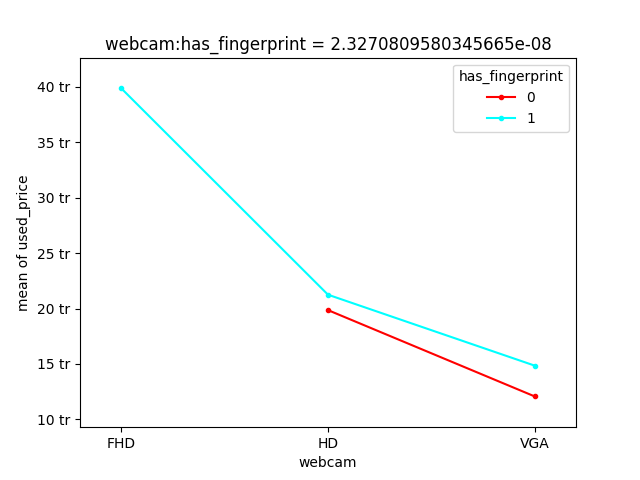 webcam:has_fingerprint = 2.3270809580345665e-08
has_fingerprint
0
1
40 tr
35 tr
30 tr
25 tr
20 tr
15 tr
10 tr
mean of used_price
FHD
HD
VGA
webcam